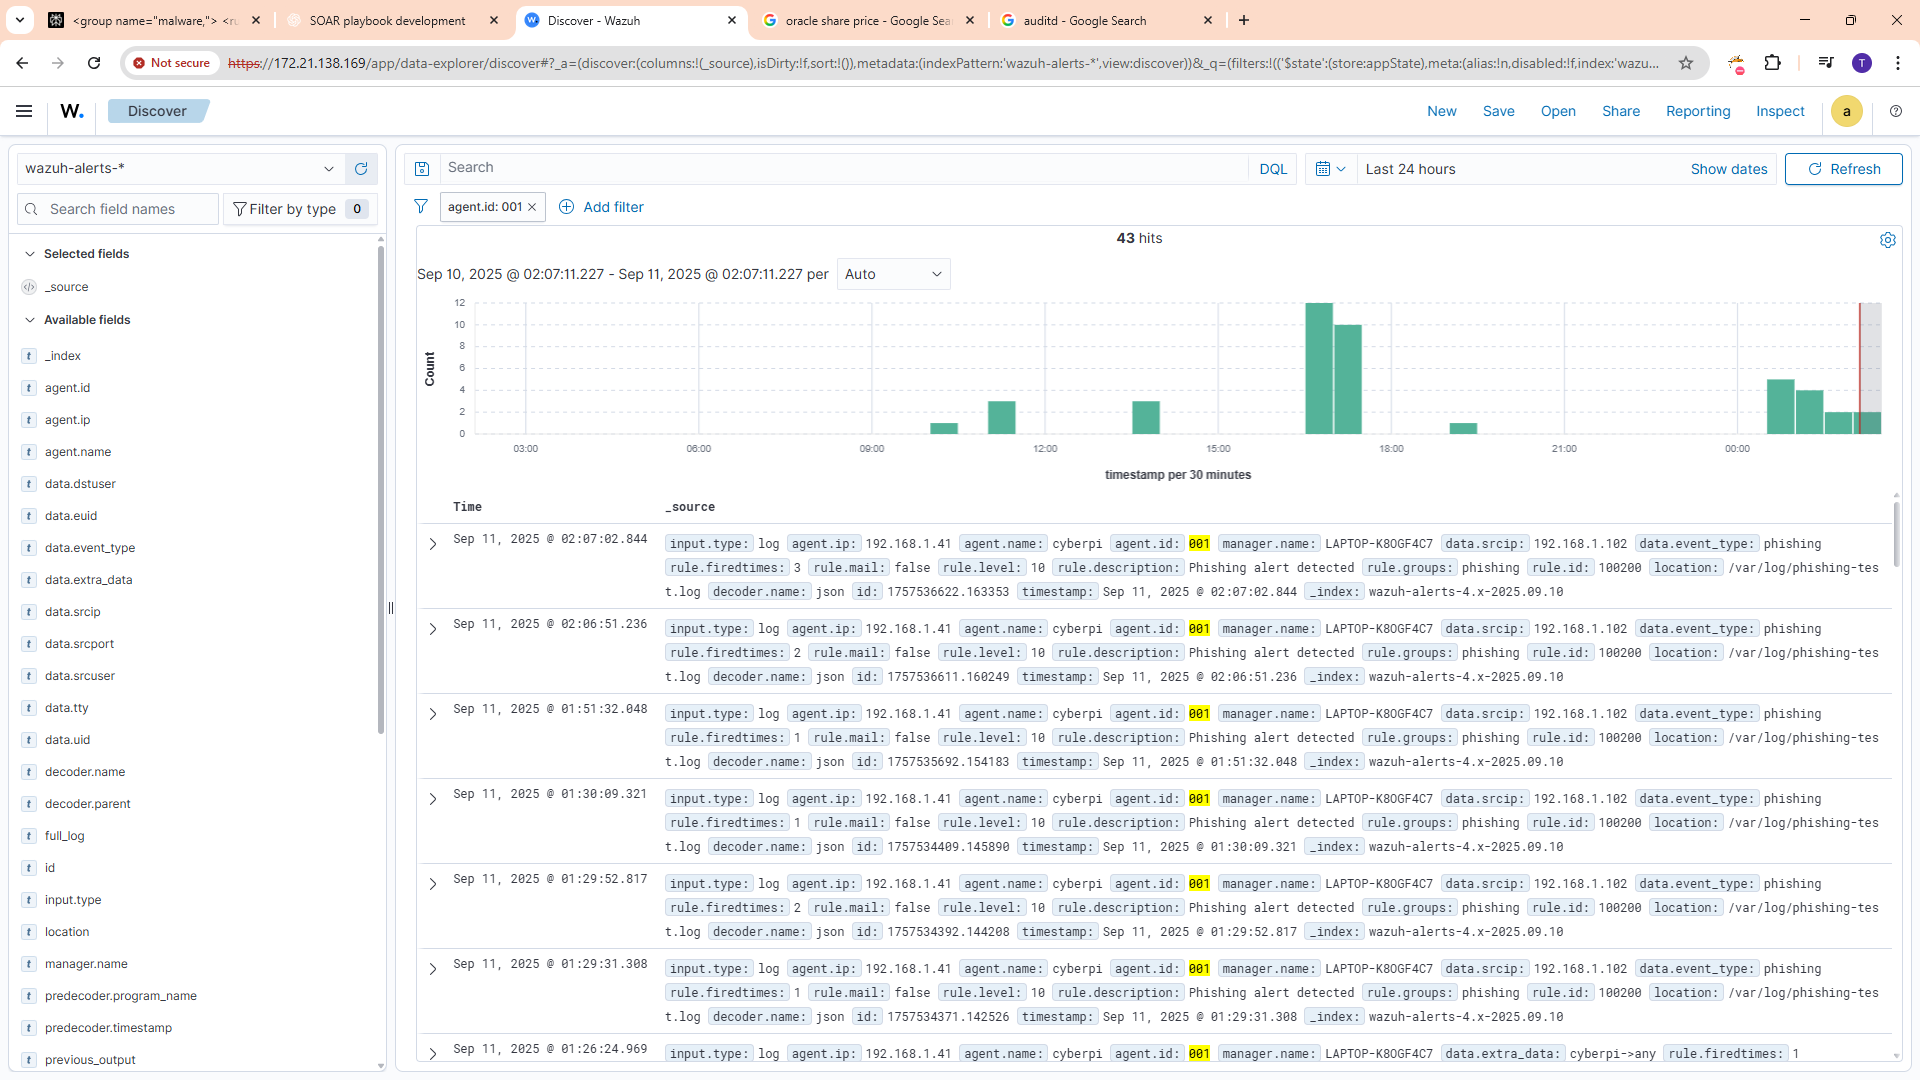 <group name="malware,"> <ru
SOAR playbook development
Discover - Wazuh
oracle share price - Google Sea
auditd - Google Search
Not secure
https://172.21.138.169/app/data-explorer/discover#?_a=(discover:(columns:!(_source),isDirty:!f,sort:!()),metadata:(indexPattern:'wazuh-alerts-*',view:discover))&_q=(filters:!(('$state':(store:appState),meta:(alias:!n,disabled:!f,index:'wazu...
T
W.
Discover
New
Save
Open
Share
Reporting
Inspect
a
wazuh-alerts-*
Search
DQL
Last 24 hours
Show dates
Refresh
Search field names
Filter by type 0
agent.id: 001
Add filter
Selected fields
_source
Available fields
_index
agent.id
agent.ip
agent.name
data.dstuser
data.euid
data.event_type
data.extra_data
data.srcip
data.srcport
data.srcuser
data.tty
data.uid
decoder.name
decoder.parent
full_log
id
input.type
location
manager.name
predecoder.program_name
predecoder.timestamp
previous_output
43 hits
Sep 10, 2025 @ 02:07:11.227 - Sep 11, 2025 @ 02:07:11.227 per Auto
Count
12
10
8
6
4
2
0
03:00 06:00 09:00 12:00 15:00 18:00 21:00 00:00
timestamp per 30 minutes
Time _source
Sep 11, 2025 @ 02:07:02.844 input.type: log agent.ip: 192.168.1.41 agent.name: cyberpi agent.id: 001 manager.name: LAPTOP-K8OGF4C7 data.srcip: 192.168.1.102 data.event_type: phishing
rule.firedtimes: 3 rule.mail: false rule.level: 10 rule.description: Phishing alert detected rule.groups: phishing rule.id: 100200 location: /var/log/phishing-tes
t.log decoder.name: json id: 1757536622.163353 timestamp: Sep 11, 2025 @ 02:07:02.844 _index: wazuh-alerts-4.x-2025.09.10
Sep 11, 2025 @ 02:06:51.236 input.type: log agent.ip: 192.168.1.41 agent.name: cyberpi agent.id: 001 manager.name: LAPTOP-K8OGF4C7 data.srcip: 192.168.1.102 data.event_type: phishing
rule.firedtimes: 2 rule.mail: false rule.level: 10 rule.description: Phishing alert detected rule.groups: phishing rule.id: 100200 location: /var/log/phishing-tes
t.log decoder.name: json id: 1757536611.160249 timestamp: Sep 11, 2025 @ 02:06:51.236 _index: wazuh-alerts-4.x-2025.09.10
Sep 11, 2025 @ 01:51:32.048 input.type: log agent.ip: 192.168.1.41 agent.name: cyberpi agent.id: 001 manager.name: LAPTOP-K8OGF4C7 data.srcip: 192.168.1.102 data.event_type: phishing
rule.firedtimes: 1 rule.mail: false rule.level: 10 rule.description: Phishing alert detected rule.groups: phishing rule.id: 100200 location: /var/log/phishing-tes
t.log decoder.name: json id: 1757535692.154183 timestamp: Sep 11, 2025 @ 01:51:32.048 _index: wazuh-alerts-4.x-2025.09.10
Sep 11, 2025 @ 01:30:09.321 input.type: log agent.ip: 192.168.1.41 agent.name: cyberpi agent.id: 001 manager.name: LAPTOP-K8OGF4C7 data.srcip: 192.168.1.102 data.event_type: phishing
rule.firedtimes: 1 rule.mail: false rule.level: 10 rule.description: Phishing alert detected rule.groups: phishing rule.id: 100200 location: /var/log/phishing-tes
t.log decoder.name: json id: 1757534409.145890 timestamp: Sep 11, 2025 @ 01:30:09.321 _index: wazuh-alerts-4.x-2025.09.10
Sep 11, 2025 @ 01:29:52.817 input.type: log agent.ip: 192.168.1.41 agent.name: cyberpi agent.id: 001 manager.name: LAPTOP-K8OGF4C7 data.srcip: 192.168.1.102 data.event_type: phishing
rule.firedtimes: 2 rule.mail: false rule.level: 10 rule.description: Phishing alert detected rule.groups: phishing rule.id: 100200 location: /var/log/phishing-tes
t.log decoder.name: json id: 1757534392.144208 timestamp: Sep 11, 2025 @ 01:29:52.817 _index: wazuh-alerts-4.x-2025.09.10
Sep 11, 2025 @ 01:29:31.308 input.type: log agent.ip: 192.168.1.41 agent.name: cyberpi agent.id: 001 manager.name: LAPTOP-K8OGF4C7 data.srcip: 192.168.1.102 data.event_type: phishing
rule.firedtimes: 1 rule.mail: false rule.level: 10 rule.description: Phishing alert detected rule.groups: phishing rule.id: 100200 location: /var/log/phishing-tes
t.log decoder.name: json id: 1757534371.142526 timestamp: Sep 11, 2025 @ 01:29:31.308 _index: wazuh-alerts-4.x-2025.09.10
Sep 11, 2025 @ 01:26:24.969 input.type: log agent.ip: 192.168.1.41 agent.name: cyberpi agent.id: 001 manager.name: LAPTOP-K8OGF4C7 data.extra_data: cyberpi->any rule.firedtimes: 1